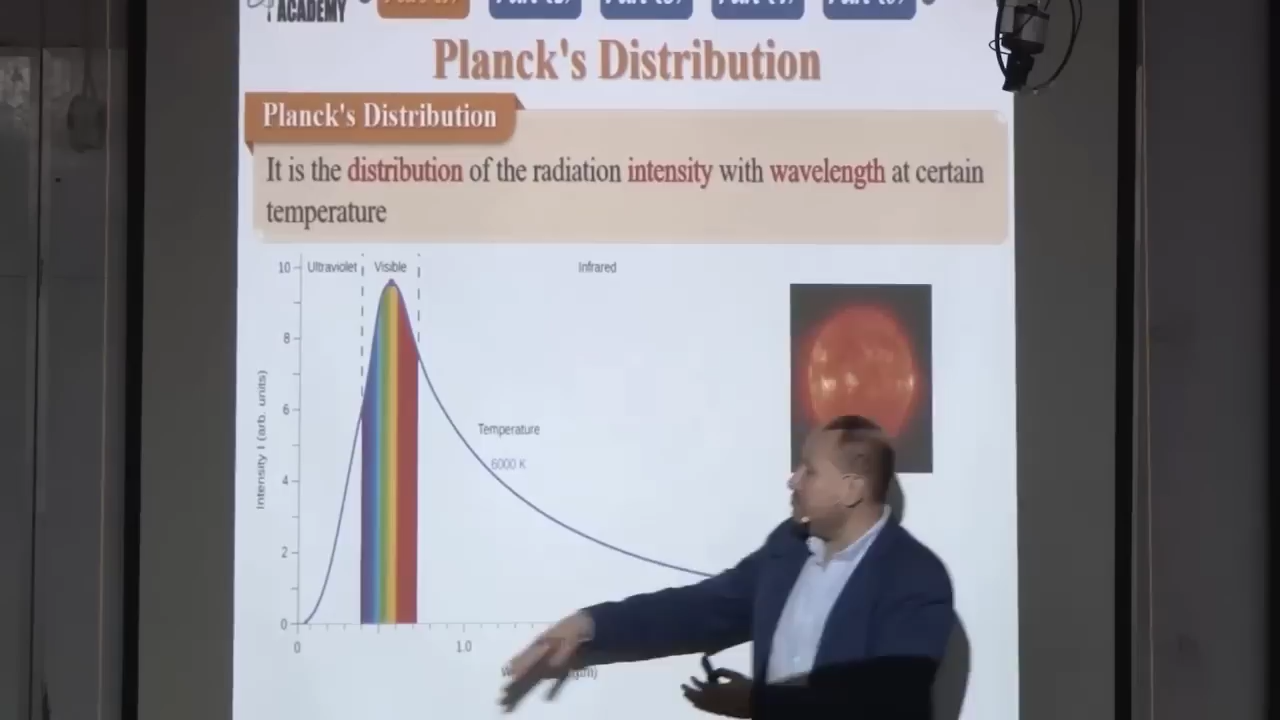 ACADEMY
Planck's Distribution
Planck's Distribution
It is the distribution of the radiation intensity with wavelength at certain
temperature
10 Ultraviolet Visible Infrared
8
6
Temperature
6000 K
4
2
0
0 1.0
Intensity I (arb. units)